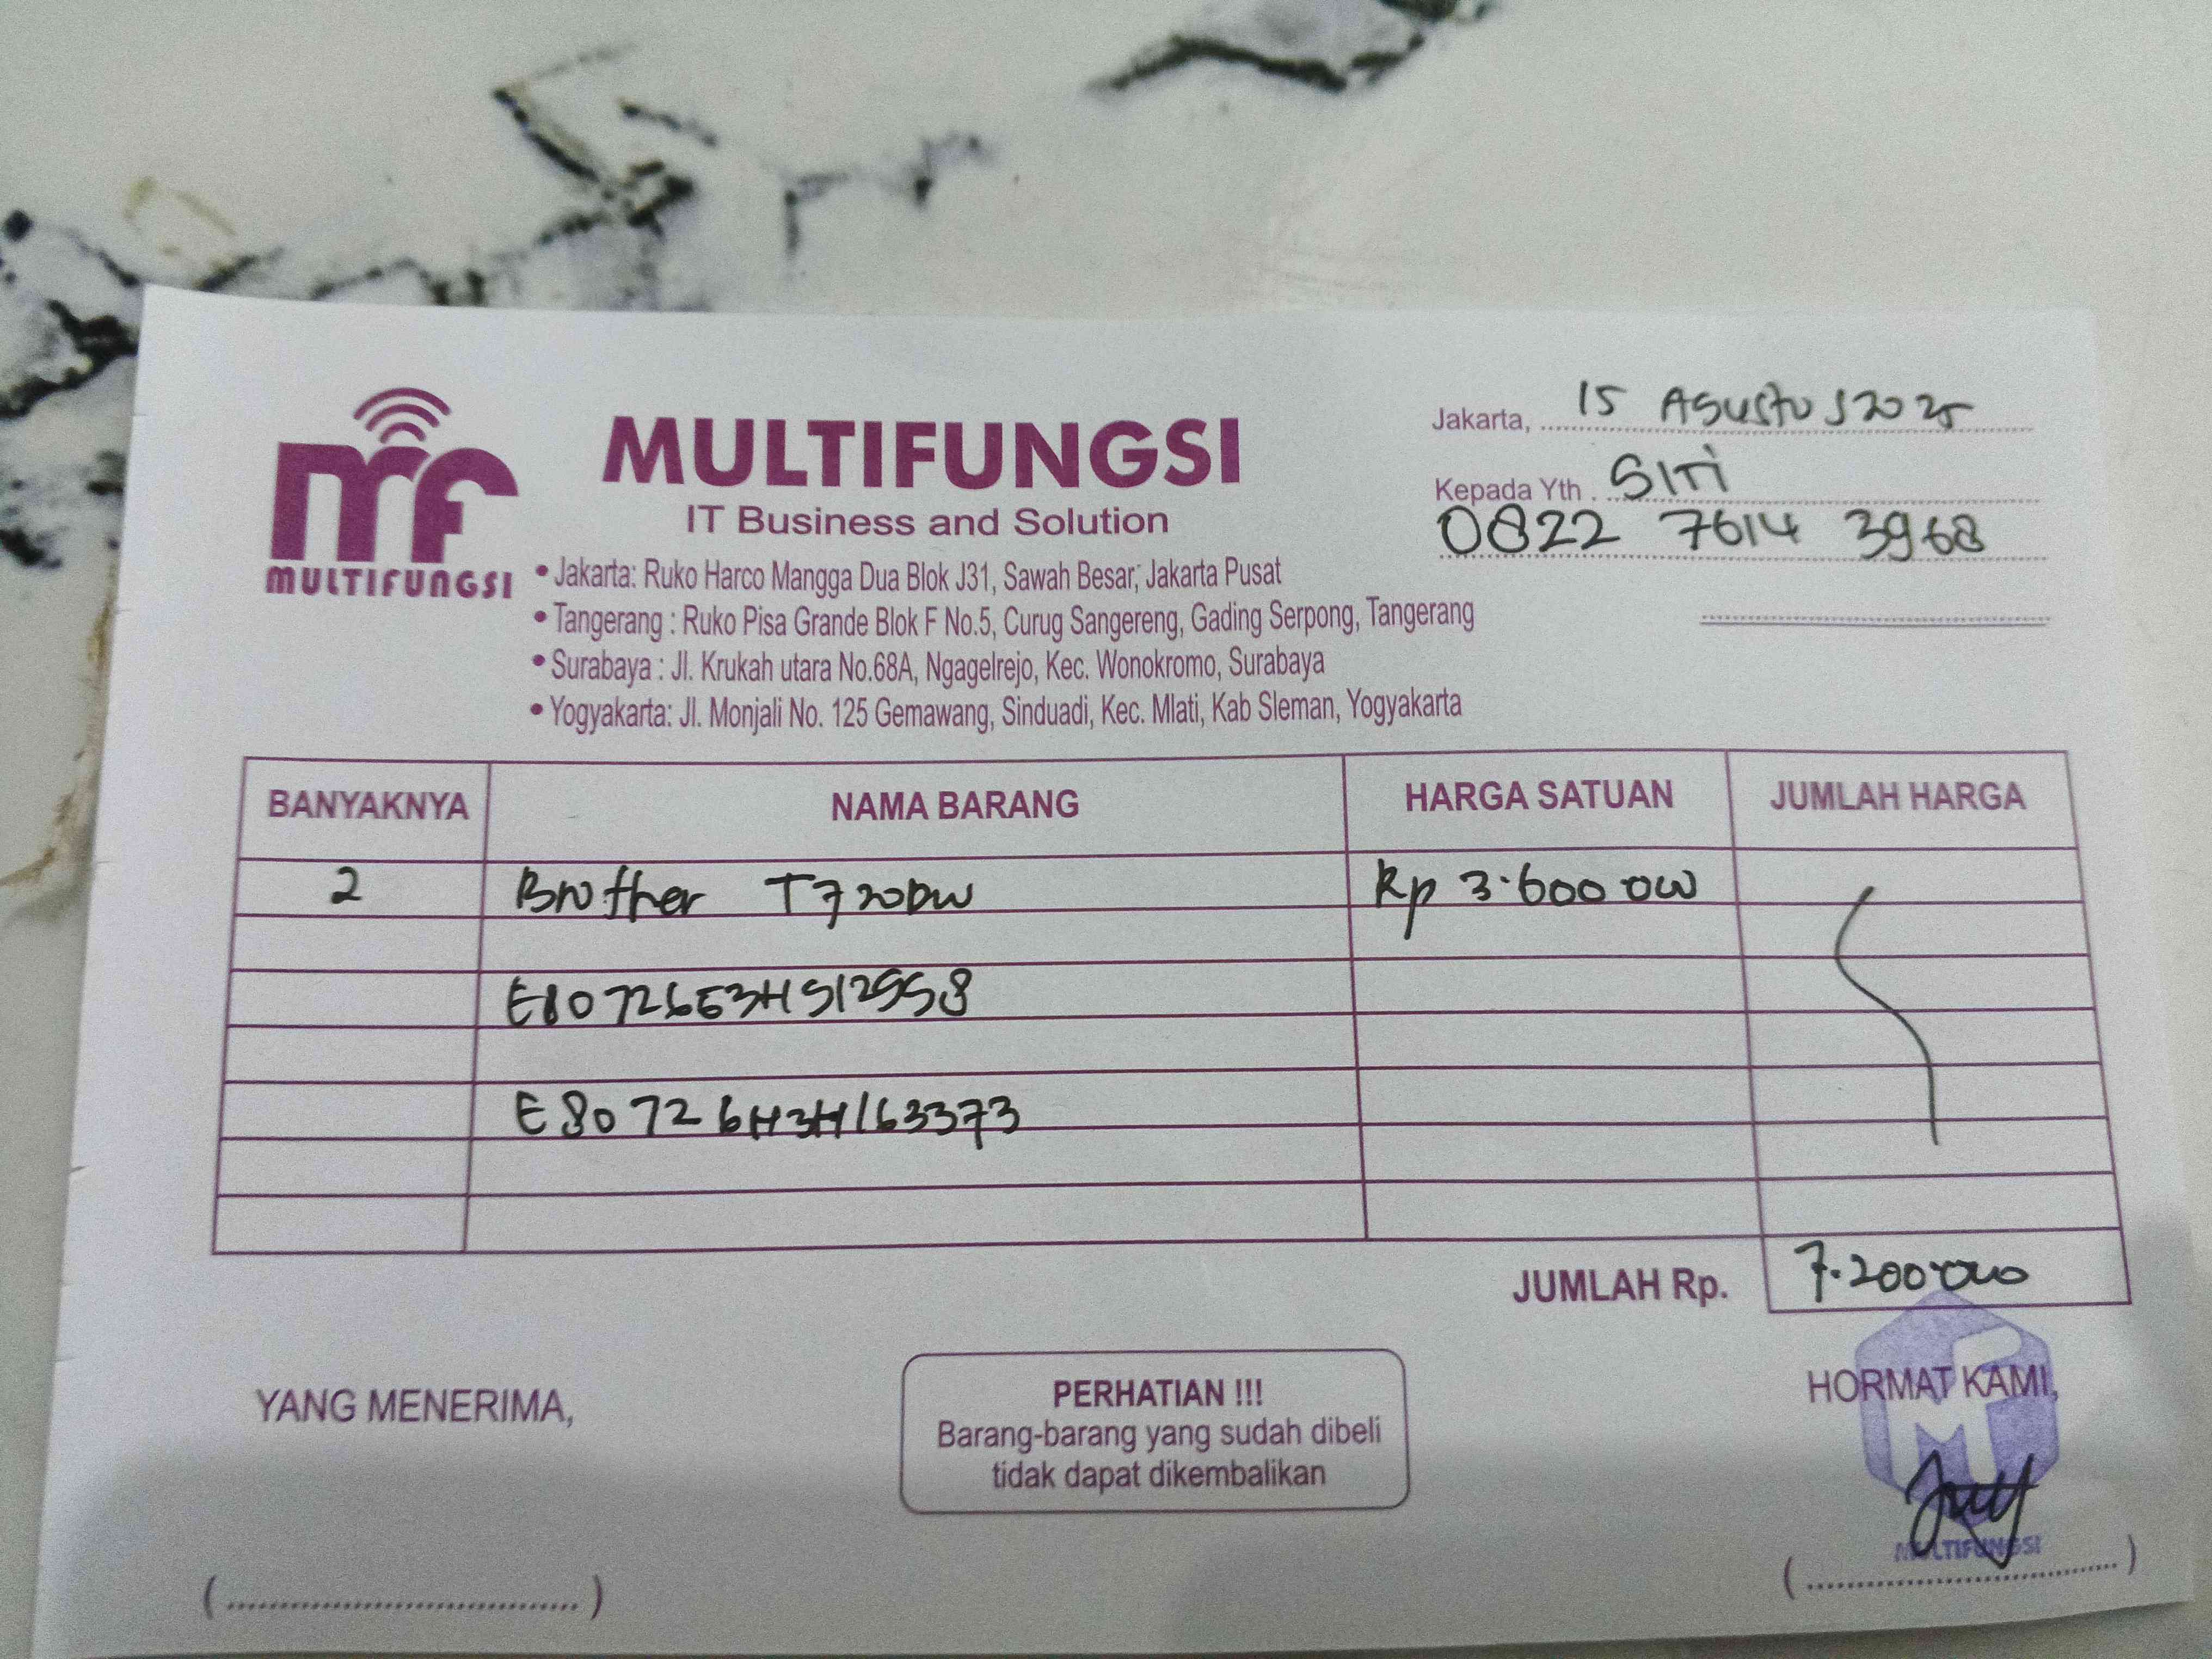 MULTIFUNGSI
MULTIFUNGSI
IT Business and Solution
• Jakarta: Ruko Harco Mangga Dua Blok J31, Sawah Besar, Jakarta Pusat
• Tangerang : Ruko Pisa Grande Blok F No.5, Curug Sangereng, Gading Serpong, Tangerang
• Surabaya : Jl. Krukah utara No.68A, Ngagelrejo, Kec. Wonokromo, Surabaya
• Yogyakarta: Jl. Monjali No. 125 Gemawang, Sinduadi, Kec. Mlati, Kab Sleman, Yogyakarta
Jakarta, 15 Agustus 2025
Kepada Yth . SITI
0822 7614 3968
BANYAKNYA NAMA BARANG HARGA SATUAN JUMLAH HARGA
2 Brother T720DW Rp 3.600 000
E80726E3H512558
E80726H3H163373
JUMLAH Rp. 7.200.000
YANG MENERIMA,
PERHATIAN !!!
Barang-barang yang sudah dibeli
tidak dapat dikembalikan
HORMAT KAMI,
MULTIFUNGSI